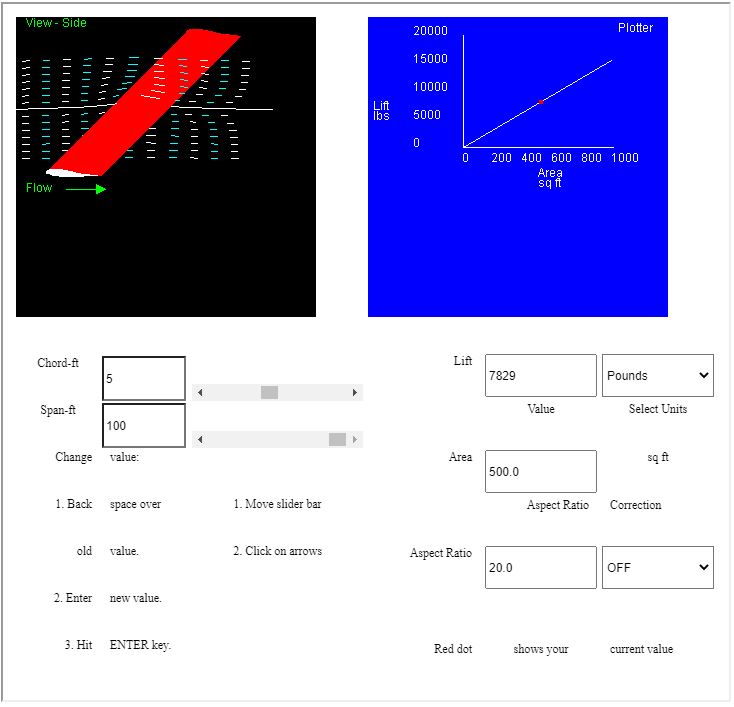 View - Side
Flow
Plotter
20000
15000
10000
5000
0
Lift
lbs
0 200 400 600 800 1000
Area
sq ft
Chord-ft 5
Span-ft 100
Change value:
1. Back space over 1. Move slider bar
old value. 2. Click on arrows
2. Enter new value.
3. Hit ENTER key.
Lift 7829 Pounds
Value Select Units
Area 500.0 sq ft
Aspect Ratio Correction
Aspect Ratio 20.0 OFF
Red dot shows your current value